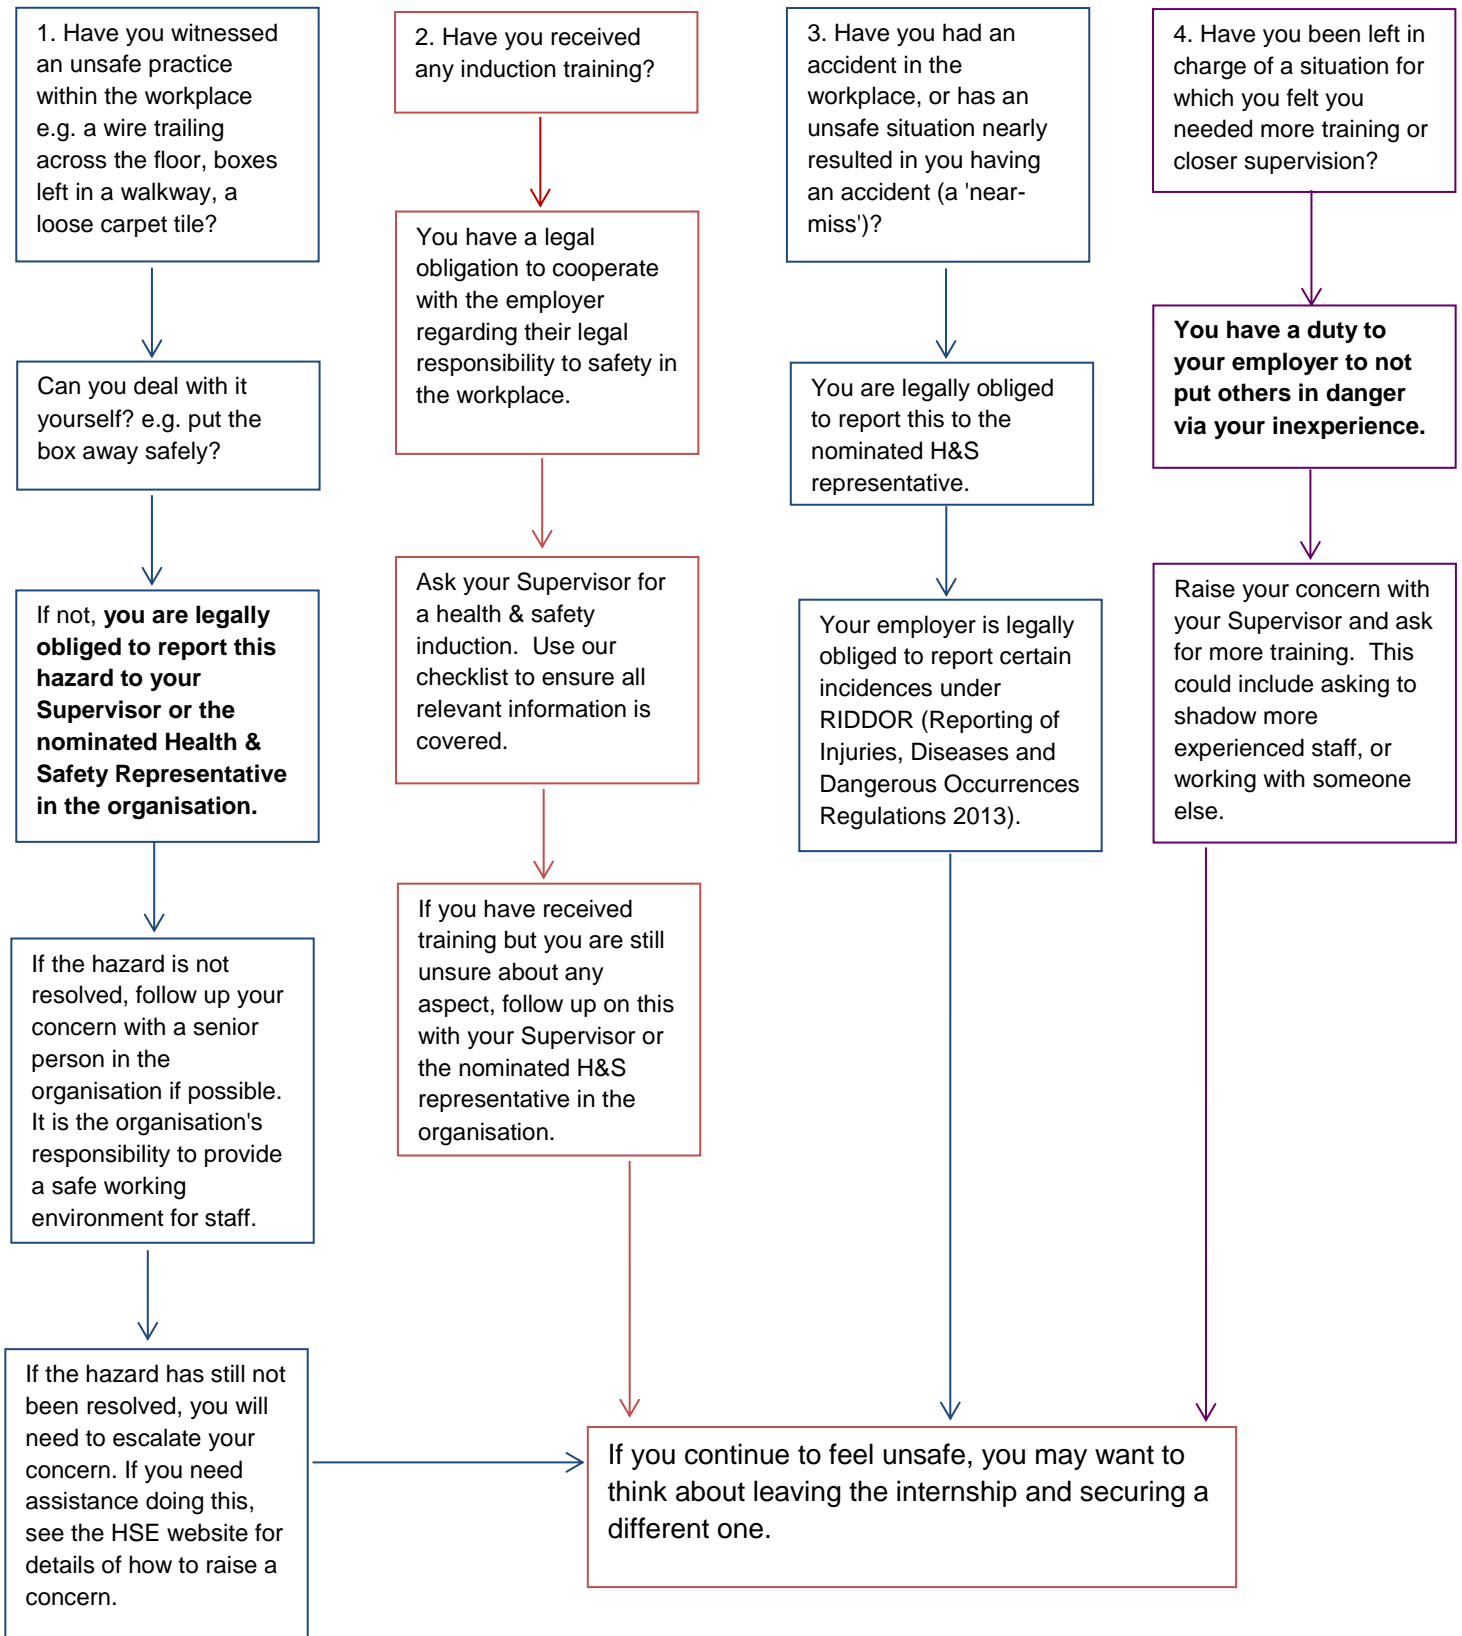 1. Have you witnessed
an unsafe practice
within the workplace
e.g. a wire trailing
across the floor, boxes
left in a walkway, a
loose carpet tile?
Can you deal with it
yourself? e.g. put the
box away safely?
If not, you are legally
obliged to report this
hazard to your
Supervisor or the
nominated Health &
Safety Representative
in the organisation.
If the hazard is not
resolved, follow up your
concern with a senior
person in the
organisation if possible.
It is the organisation's
responsibility to provide
a safe working
environment for staff.
If the hazard has still not
been resolved, you will
need to escalate your
concern. If you need
assistance doing this,
see the HSE website for
details of how to raise a
concern.
2. Have you received
any induction training?
You have a legal
obligation to cooperate
with the employer
regarding their legal
responsibility to safety in
the workplace.
Ask your Supervisor for
a health & safety
induction.  Use our
checklist to ensure all
relevant information is
covered.
If you have received
training but you are still
unsure about any
aspect, follow up on this
with your Supervisor or
the nominated H&S
representative in the
organisation.
3. Have you had an
accident in the
workplace, or has an
unsafe situation nearly
resulted in you having
an accident (a 'near-
miss')?
You are legally obliged
to report this to the
nominated H&S
representative.
Your employer is legally
obliged to report certain
incidences under
RIDDOR (Reporting of
Injuries, Diseases and
Dangerous Occurrences
Regulations 2013).
4. Have you been left in
charge of a situation for
which you felt you
needed more training or
closer supervision?
You have a duty to
your employer to not
put others in danger
via your inexperience.
Raise your concern with
your Supervisor and ask
for more training.  This
could include asking to
shadow more
experienced staff, or
working with someone
else.
If you continue to feel unsafe, you may want to
think about leaving the internship and securing a
different one.